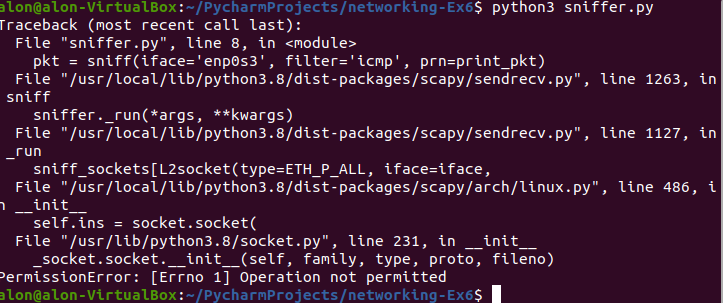 alon@alon-VirtualBox:~/PycharmProjects/networking-Ex6$ python3 sniffer.py
Traceback (most recent call last):
  File "sniffer.py", line 8, in <module>
    pkt = sniff(iface='enp0s3', filter='icmp', prn=print_pkt)
  File "/usr/local/lib/python3.8/dist-packages/scapy/sendrecv.py", line 1263, in
sniff
    sniffer._run(*args, **kwargs)
  File "/usr/local/lib/python3.8/dist-packages/scapy/sendrecv.py", line 1127, in
_run
    sniff_sockets[L2socket(type=ETH_P_ALL, iface=iface,
  File "/usr/local/lib/python3.8/dist-packages/scapy/arch/linux.py", line 486, i
n __init__
    self.ins = socket.socket(
  File "/usr/lib/python3.8/socket.py", line 231, in __init__
    _socket.socket.__init__(self, family, type, proto, fileno)
PermissionError: [Errno 1] Operation not permitted
alon@alon-VirtualBox:~/PycharmProjects/networking-Ex6$